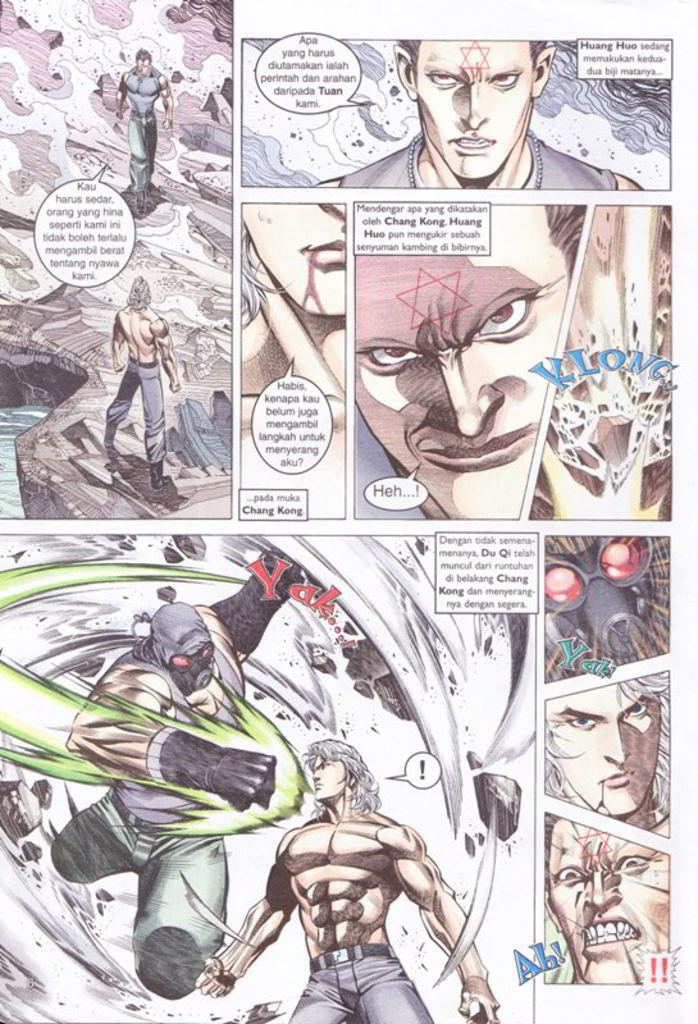 Kau
harus sedar,
orang yang hina
seperti kami ini
tidak boleh terlalu
mengambil berat
tentang nyawa
kami.
Apa
yang harus
diutamakan ialah
perintah dan arahan
daripada Tuan
kami.
Huang Huo sedang
memakukan kedua-
dua biji matanya...
Habis,
kenapa kau
belum juga
mengambil
langkah untuk
menyerang
aku?
...pada muka
Chang Kong.
Mendengar apa yang dikatakan
oleh Chang Kong, Huang
Huo pun mengukir sebuah
senyuman kambing di bibirnya.
Heh...!
KLONG...
Dengan tidak semena-
menanya, Du Qi telah
muncul dari runtuhan
di belakang Chang
Kong dan menyerang-
nya dengan segera.
Yak...!
!
Yak
Ah!
!!